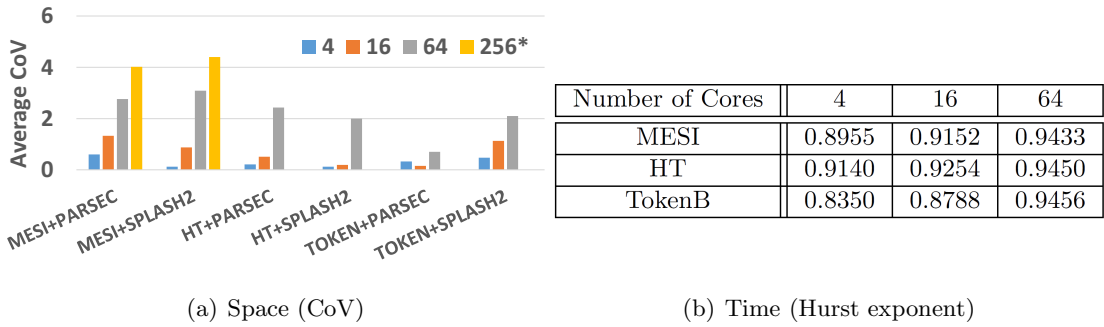 6
4
2
0
Average CoV
4 16 64 256*
MESI+PARSEC
MESI+SPLASH2
HT+PARSEC
HT+SPLASH2
TOKEN+PARSEC
TOKEN+SPLASH2
(a) Space (CoV)
Number of Cores 4 16 64
MESI 0.8955 0.9152 0.9433
HT 0.9140 0.9254 0.9450
TokenB 0.8350 0.8788 0.9456
(b) Time (Hurst exponent)